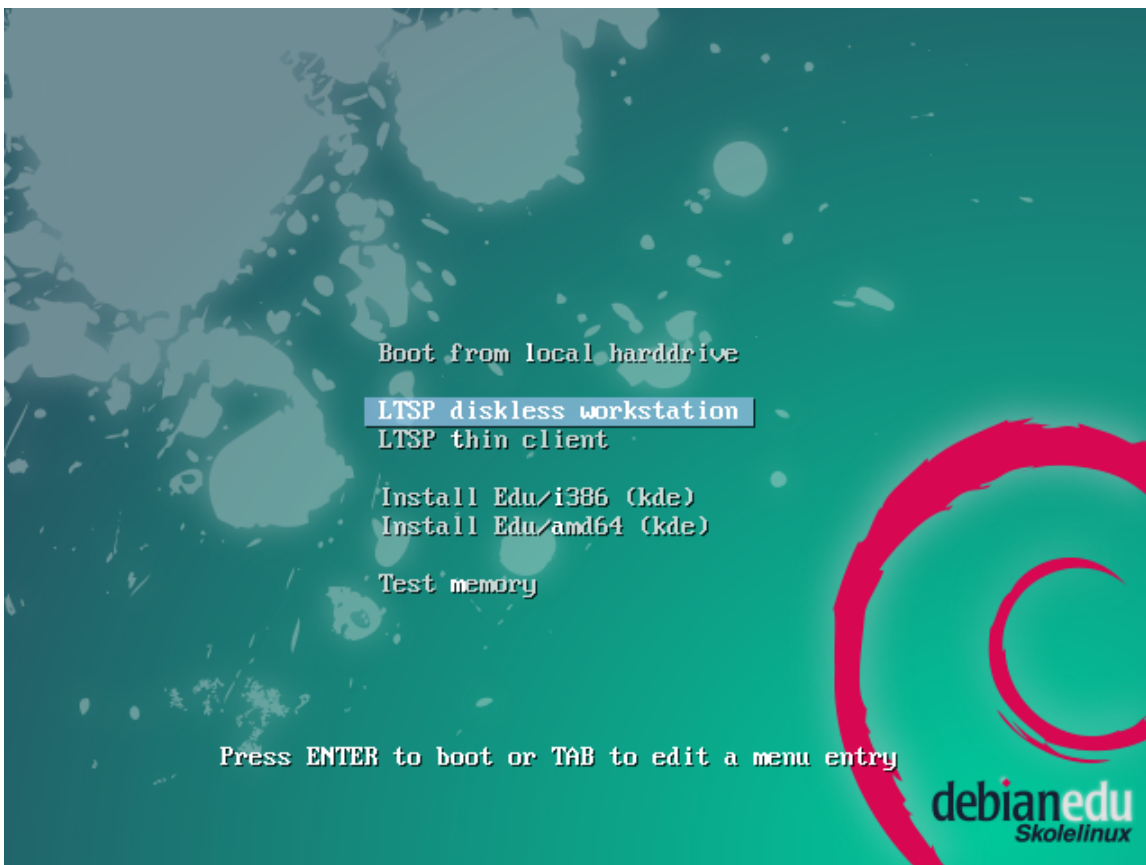 Boot from local harddrive
LTSP diskless workstation
LTSP thin client
Install Edu/i386 (kde)
Install Edu/amd64 (kde)
Test memory
Press ENTER to boot or TAB to edit a menu entry
debianedu
Skolelinux